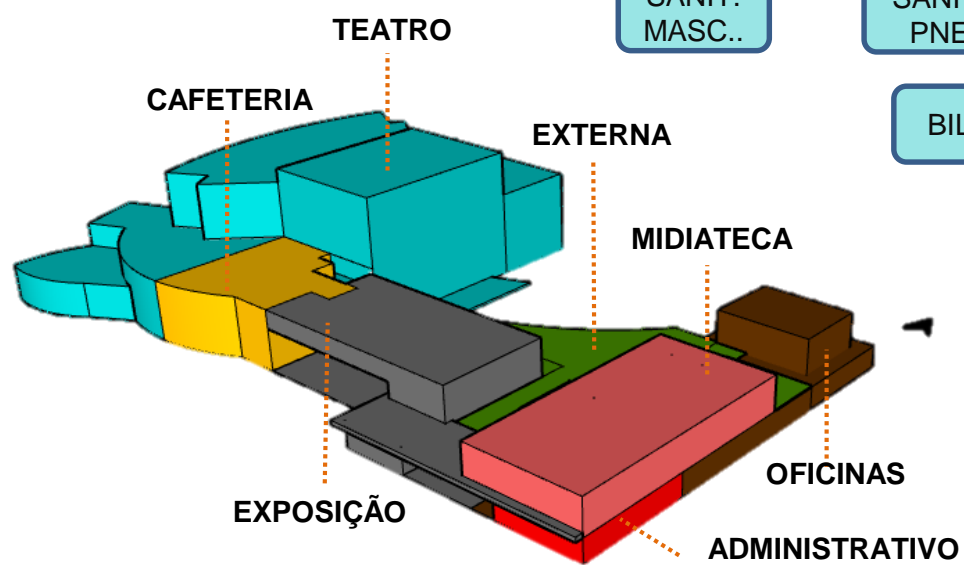 TEATRO
MASC..
CAFETERIA
EXTERNA
MIDIATECA
OFICINAS
EXPOSIÇÃO
ADMINISTRATIVO